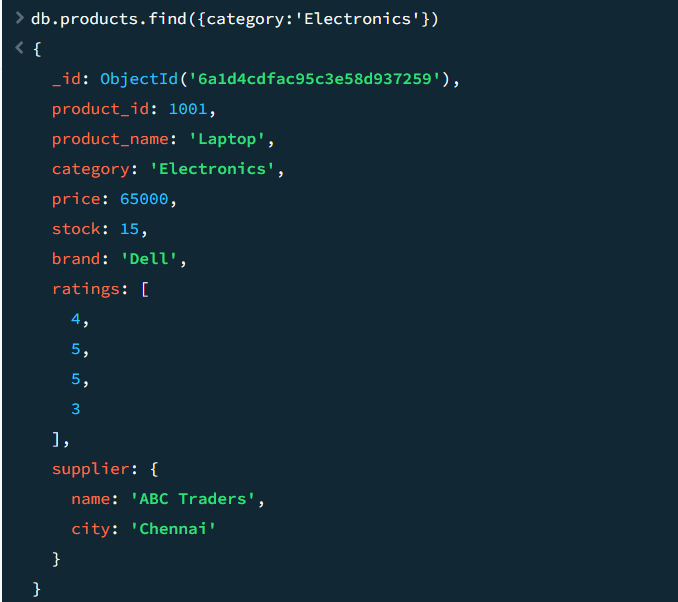 db.products.find({category:'Electronics'})
{
_id: ObjectId('6a1d4cdfac95c3e58d937259'),
product_id: 1001,
product_name: 'Laptop',
category: 'Electronics',
price: 65000,
stock: 15,
brand: 'Dell',
ratings: [
4,
5,
5,
3
],
supplier: {
name: 'ABC Traders',
city: 'Chennai'
}
}